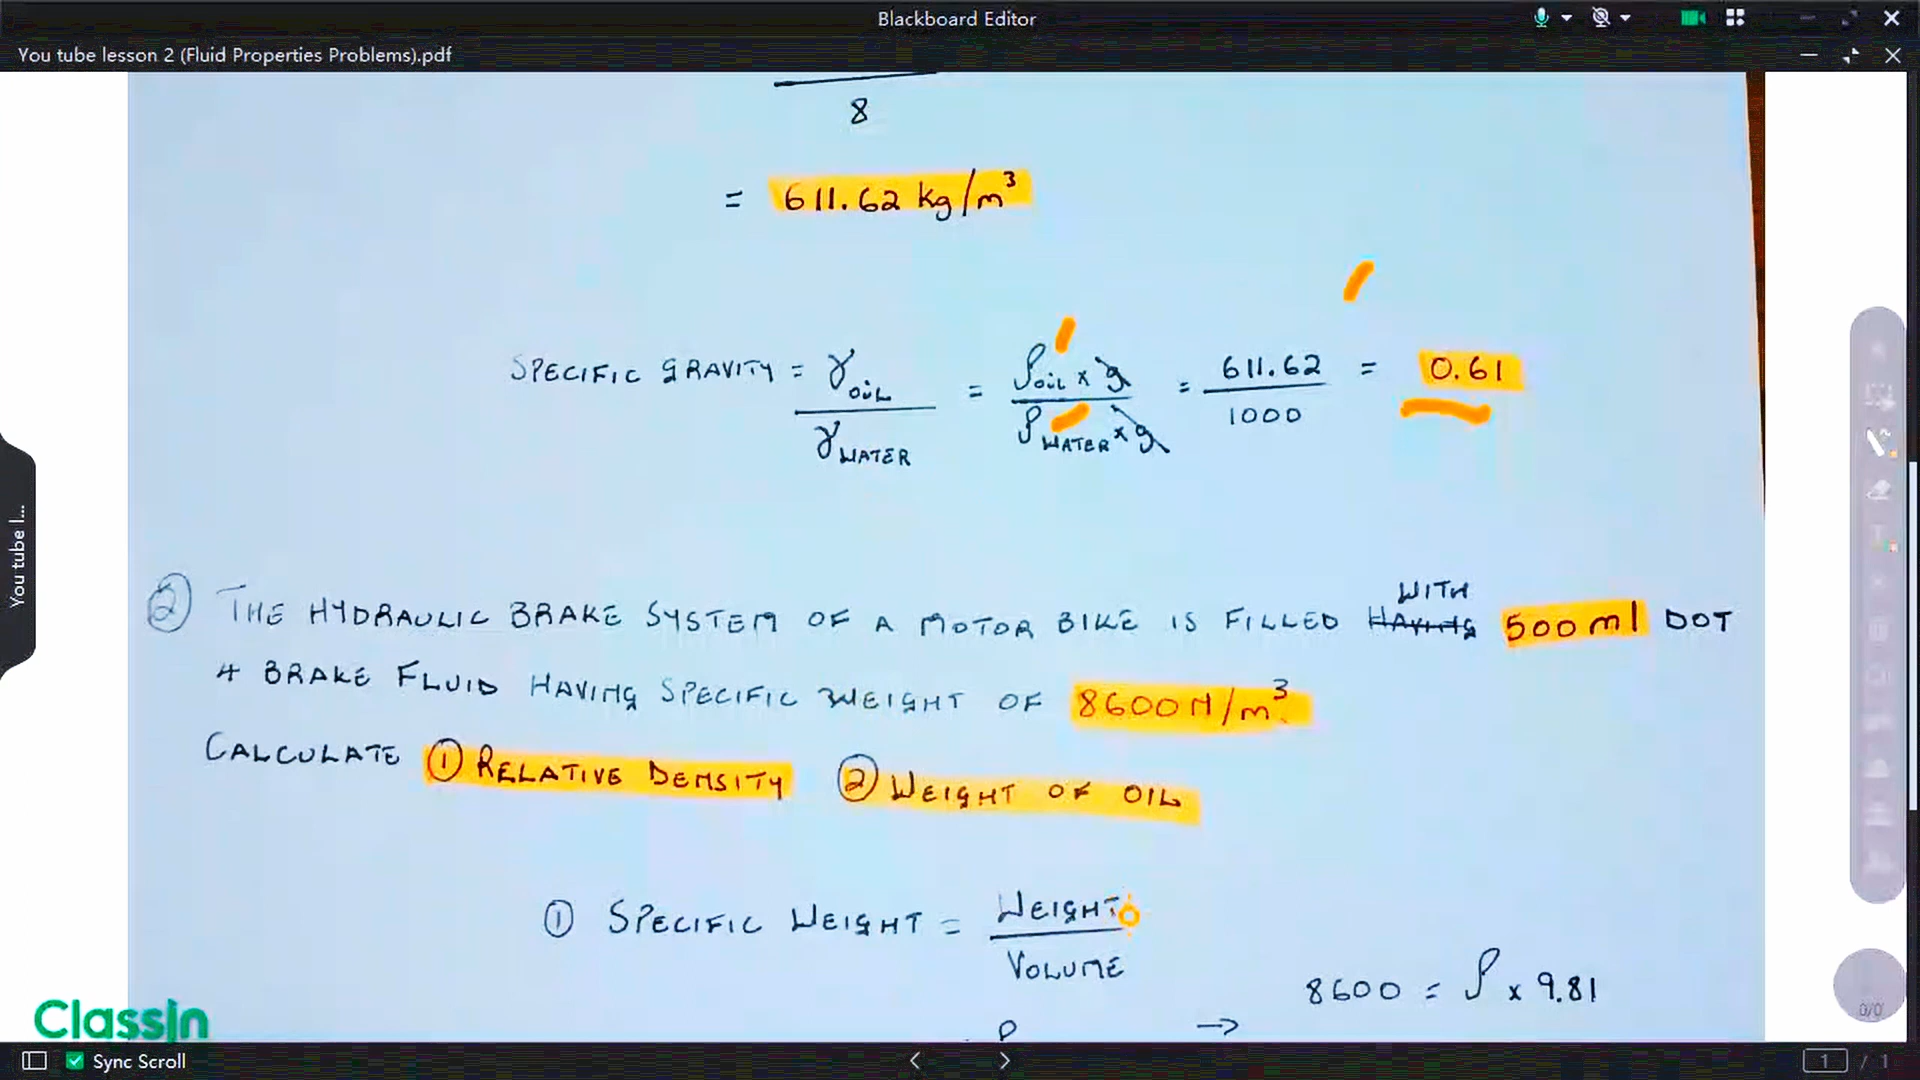 Blackboard Editor
You tube lesson 2 (Fluid Properties Problems).pdf
8
= 611.62 kg/m³
SPECIFIC GRAVITY = γOIL / γWATER = ρOIL × g / ρWATER × g = 611.62 / 1000 = 0.61
② THE HYDRAULIC BRAKE SYSTEM OF A MOTOR BIKE IS FILLED HAVING WITH 500ml DOT
4 BRAKE FLUID HAVING SPECIFIC WEIGHT OF 8600 N/m³.
CALCULATE ① RELATIVE DENSITY ② WEIGHT OF OIL
① SPECIFIC WEIGHT = WEIGHT / VOLUME
→ 8600 = ρ × 9.81
You tube l...
ClassIn
0/0
Sync Scroll
1 / 1